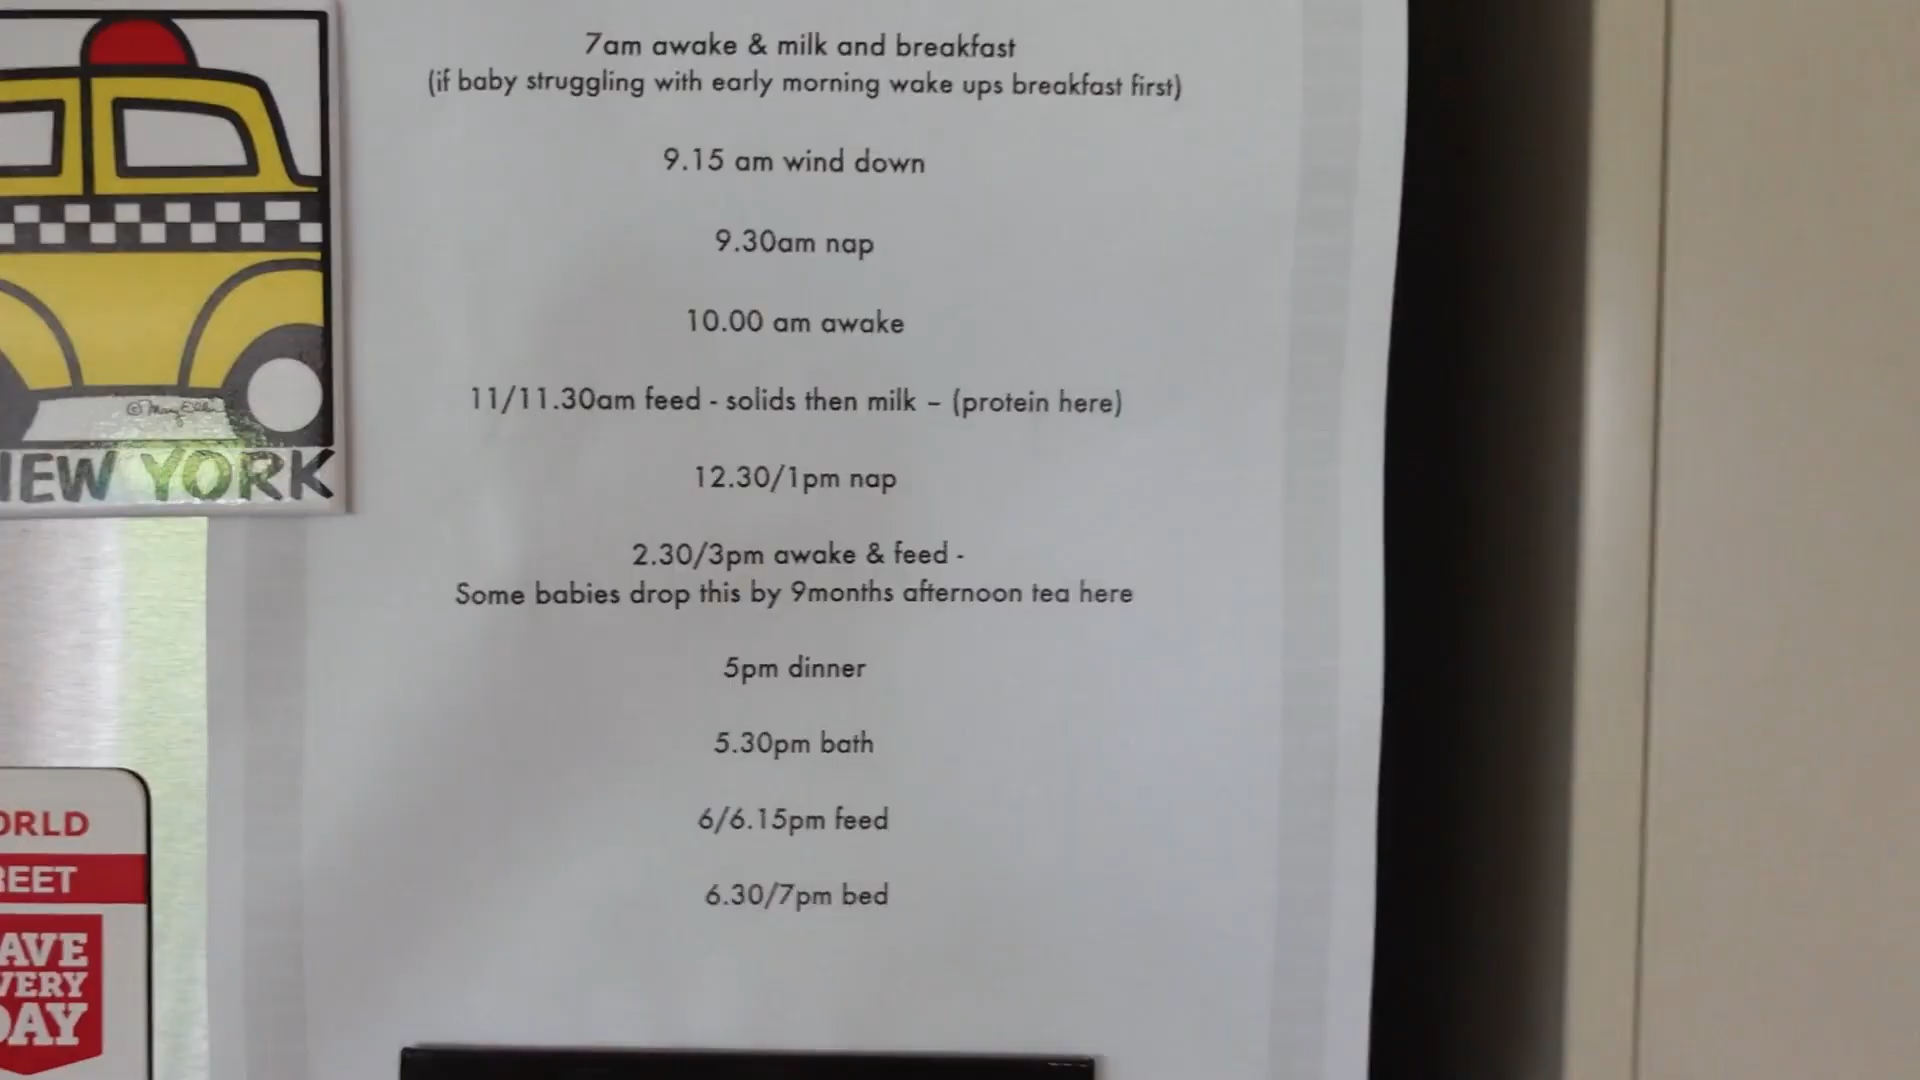 7am awake & milk and breakfast
(if baby struggling with early morning wake ups breakfast first)
9.15 am wind down
9.30am nap
10.00 am awake
11/11.30am feed - solids then milk – (protein here)
12.30/1pm nap
2.30/3pm awake & feed -
Some babies drop this by 9months afternoon tea here
5pm dinner
5.30pm bath
6/6.15pm feed
6.30/7pm bed
EW YORK
ORLD
REET
AVE
VERY
DAY